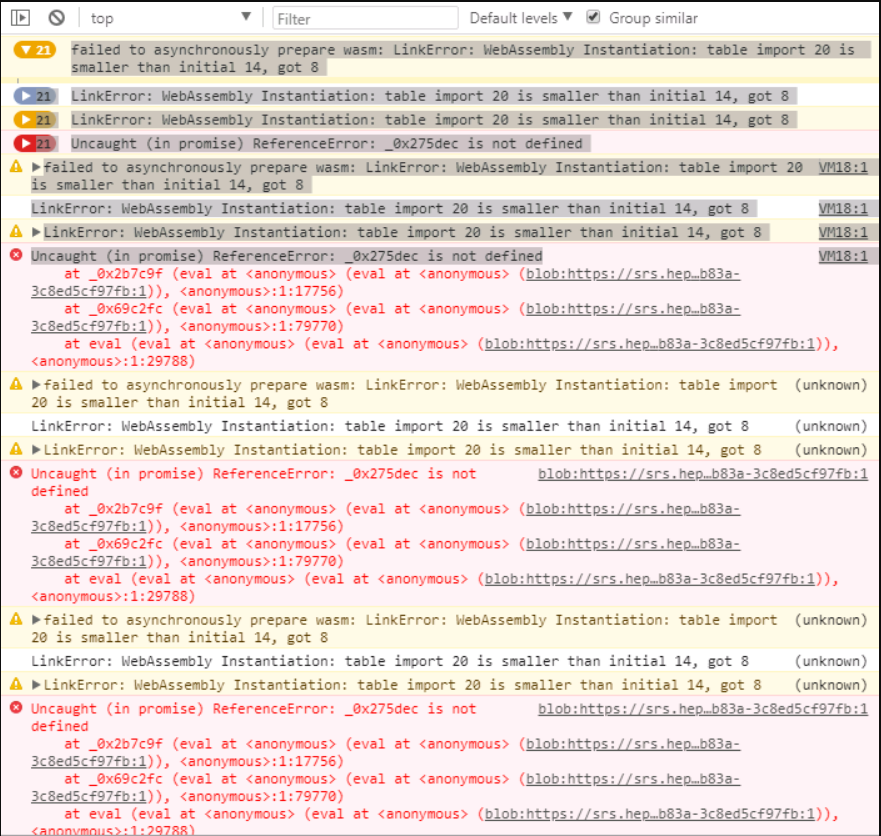 top Filter Default levels Group similar
21 failed to asynchronously prepare wasm: LinkError: WebAssembly Instantiation: table import 20 is
smaller than initial 14, got 8
21 LinkError: WebAssembly Instantiation: table import 20 is smaller than initial 14, got 8
21 LinkError: WebAssembly Instantiation: table import 20 is smaller than initial 14, got 8
21 Uncaught (in promise) ReferenceError: _0x275dec is not defined
failed to asynchronously prepare wasm: LinkError: WebAssembly Instantiation: table import 20 VM18:1
is smaller than initial 14, got 8
LinkError: WebAssembly Instantiation: table import 20 is smaller than initial 14, got 8 VM18:1
LinkError: WebAssembly Instantiation: table import 20 is smaller than initial 14, got 8 VM18:1
Uncaught (in promise) ReferenceError: _0x275dec is not defined VM18:1
at _0x2b7c9f (eval at <anonymous> (eval at <anonymous> (blob:https://srs.hep…b83a-
3c8ed5cf97fb:1)), <anonymous>:1:17756)
at _0x69c2fc (eval at <anonymous> (eval at <anonymous> (blob:https://srs.hep…b83a-
3c8ed5cf97fb:1)), <anonymous>:1:79770)
at eval (eval at <anonymous> (eval at <anonymous> (blob:https://srs.hep…b83a-3c8ed5cf97fb:1)),
<anonymous>:1:29788)
failed to asynchronously prepare wasm: LinkError: WebAssembly Instantiation: table import (unknown)
20 is smaller than initial 14, got 8
LinkError: WebAssembly Instantiation: table import 20 is smaller than initial 14, got 8 (unknown)
LinkError: WebAssembly Instantiation: table import 20 is smaller than initial 14, got 8 (unknown)
Uncaught (in promise) ReferenceError: _0x275dec is not blob:https://srs.hep…b83a-3c8ed5cf97fb:1
defined
at _0x2b7c9f (eval at <anonymous> (eval at <anonymous> (blob:https://srs.hep…b83a-
3c8ed5cf97fb:1)), <anonymous>:1:17756)
at _0x69c2fc (eval at <anonymous> (eval at <anonymous> (blob:https://srs.hep…b83a-
3c8ed5cf97fb:1)), <anonymous>:1:79770)
at eval (eval at <anonymous> (eval at <anonymous> (blob:https://srs.hep…b83a-3c8ed5cf97fb:1)),
<anonymous>:1:29788)
failed to asynchronously prepare wasm: LinkError: WebAssembly Instantiation: table import (unknown)
20 is smaller than initial 14, got 8
LinkError: WebAssembly Instantiation: table import 20 is smaller than initial 14, got 8 (unknown)
LinkError: WebAssembly Instantiation: table import 20 is smaller than initial 14, got 8 (unknown)
Uncaught (in promise) ReferenceError: _0x275dec is not blob:https://srs.hep…b83a-3c8ed5cf97fb:1
defined
at _0x2b7c9f (eval at <anonymous> (eval at <anonymous> (blob:https://srs.hep…b83a-
3c8ed5cf97fb:1)), <anonymous>:1:17756)
at _0x69c2fc (eval at <anonymous> (eval at <anonymous> (blob:https://srs.hep…b83a-
3c8ed5cf97fb:1)), <anonymous>:1:79770)
at eval (eval at <anonymous> (eval at <anonymous> (blob:https://srs.hep…b83a-3c8ed5cf97fb:1)),
<anonymous>:1:29788)